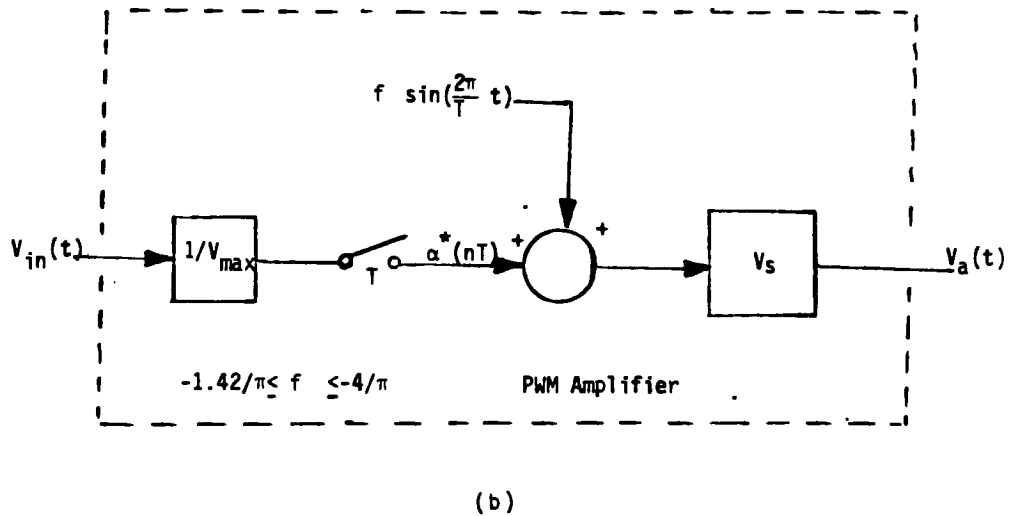 f sin(2π/T t)
V_in(t)
1/V_max
T
α*(nT)
+
+
V_s
V_a(t)
-1.42/π ≤ f ≤ -4/π
PWM Amplifier
(b)